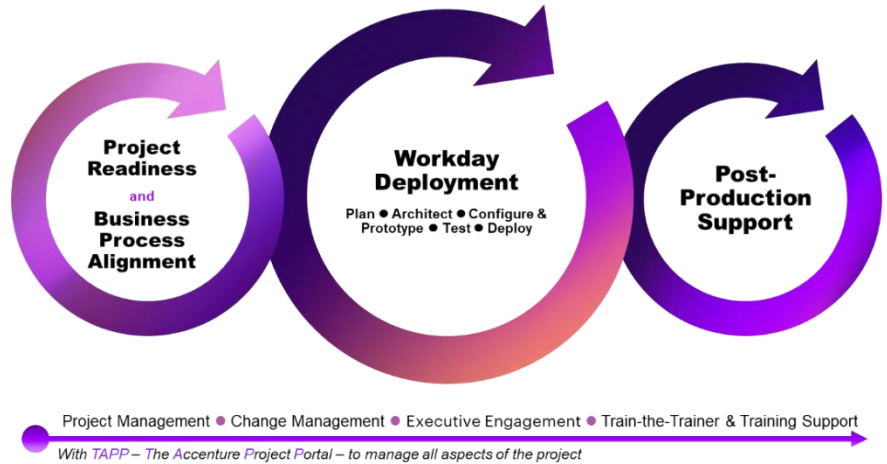 Project
Readiness
and
Business
Process
Alignment
Workday
Deployment
Plan ● Architect ● Configure &
Prototype ● Test ● Deploy
Post-
Production
Support
Project Management ● Change Management ● Executive Engagement ● Train-the-Trainer & Training Support
With TAPP – The Accenture Project Portal – to manage all aspects of the project